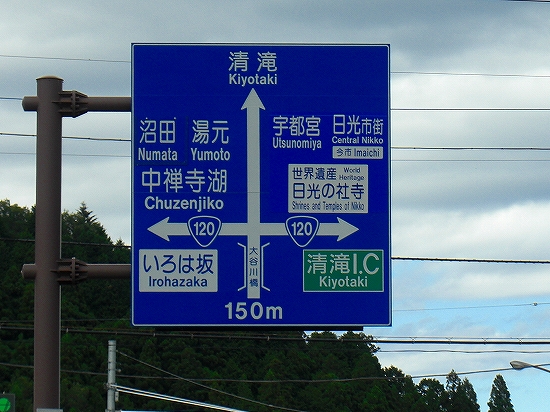 清滝
Kiyotaki
沼田 湯元
Numata Yumoto
中禅寺湖
Chuzenjiko
宇都宮 日光市街
Utsunomiya Central Nikko
今市 Imaichi
世界遺産 World Heritage
日光の社寺
Shrines and Temples of Nikko
120
120
いろは坂
Irohazaka
大谷川橋
清滝I.C
Kiyotaki
150m